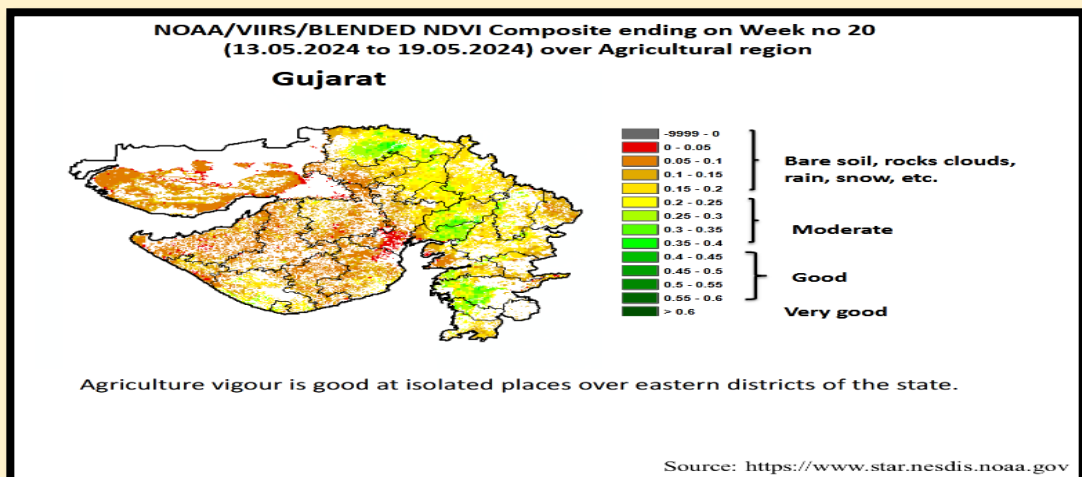 NOAA/VIIRS/BLENDED NDVI Composite ending on Week no 20
(13.05.2024 to 19.05.2024) over Agricultural region
Gujarat
-9999 - 0
0 - 0.05
0.05 - 0.1
0.1 - 0.15
0.15 - 0.2
0.2 - 0.25
0.25 - 0.3
0.3 - 0.35
0.35 - 0.4
0.4 - 0.45
0.45 - 0.5
0.5 - 0.55
0.55 - 0.6
> 0.6
Bare soil, rocks clouds,
rain, snow, etc.
Moderate
Good
Very good
Agriculture vigour is good at isolated places over eastern districts of the state.
Source: https://www.star.nesdis.noaa.gov